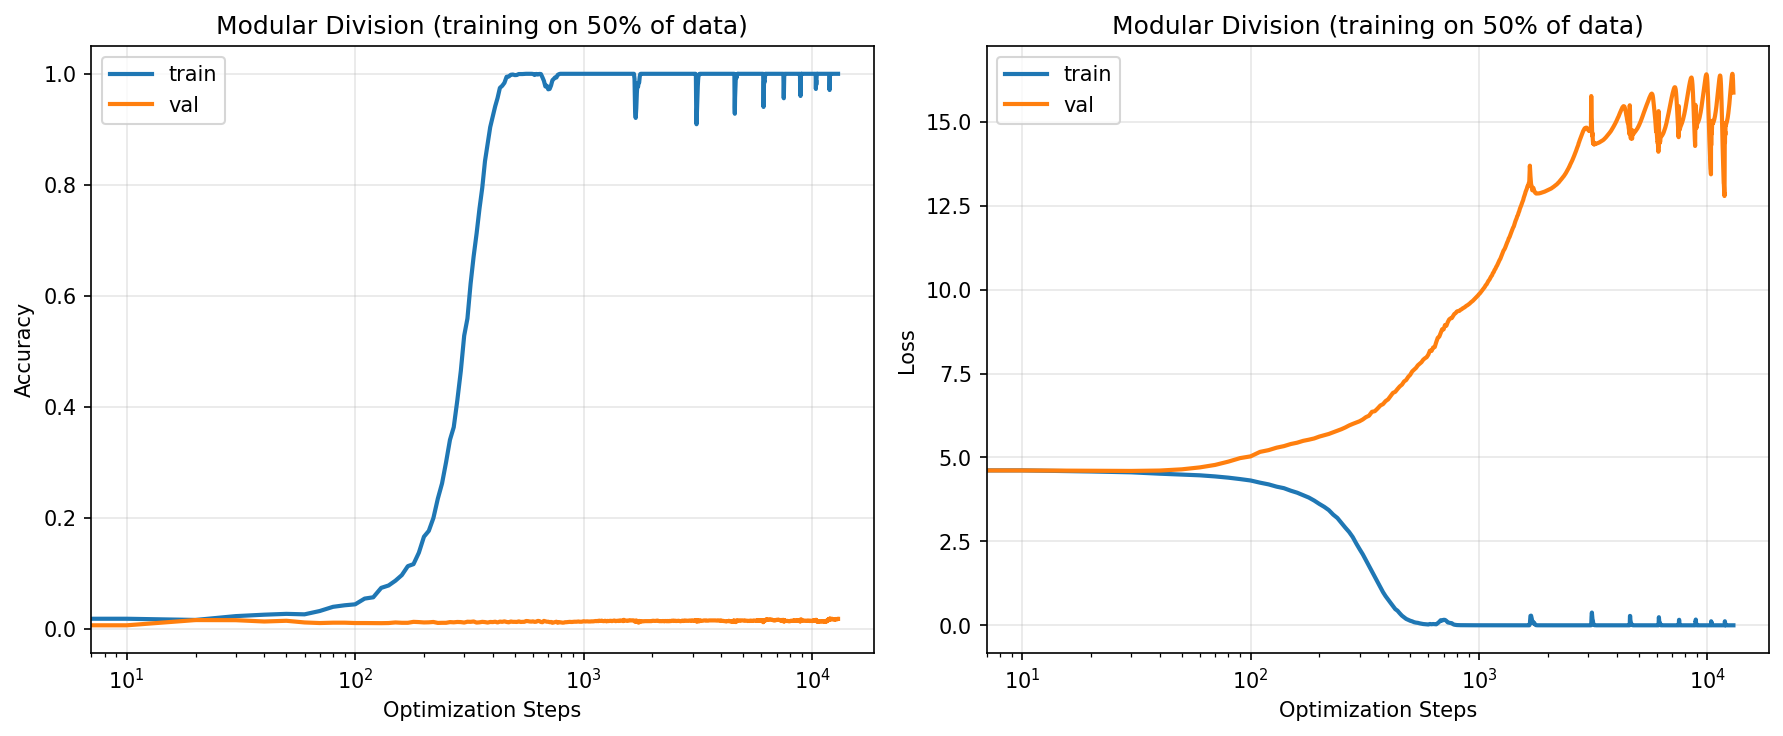 Modular Division (training on 50% of data)
train
val
1.0
0.8
0.6
0.4
0.2
0.0
Accuracy
10¹
10²
10³
10⁴
Optimization Steps
Modular Division (training on 50% of data)
train
val
15.0
12.5
10.0
7.5
5.0
2.5
0.0
Loss
10¹
10²
10³
10⁴
Optimization Steps